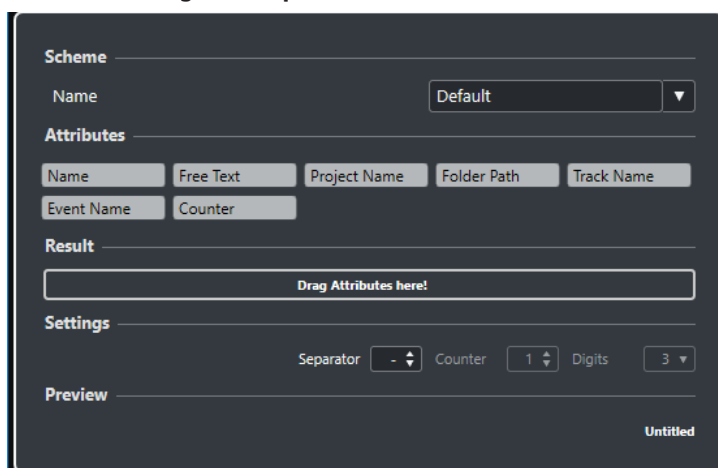 Scheme
Name Default
Attributes
Name Free Text Project Name Folder Path Track Name
Event Name Counter
Result
Drag Attributes here!
Settings
Separator - Counter 1 Digits 3
Preview
Untitled